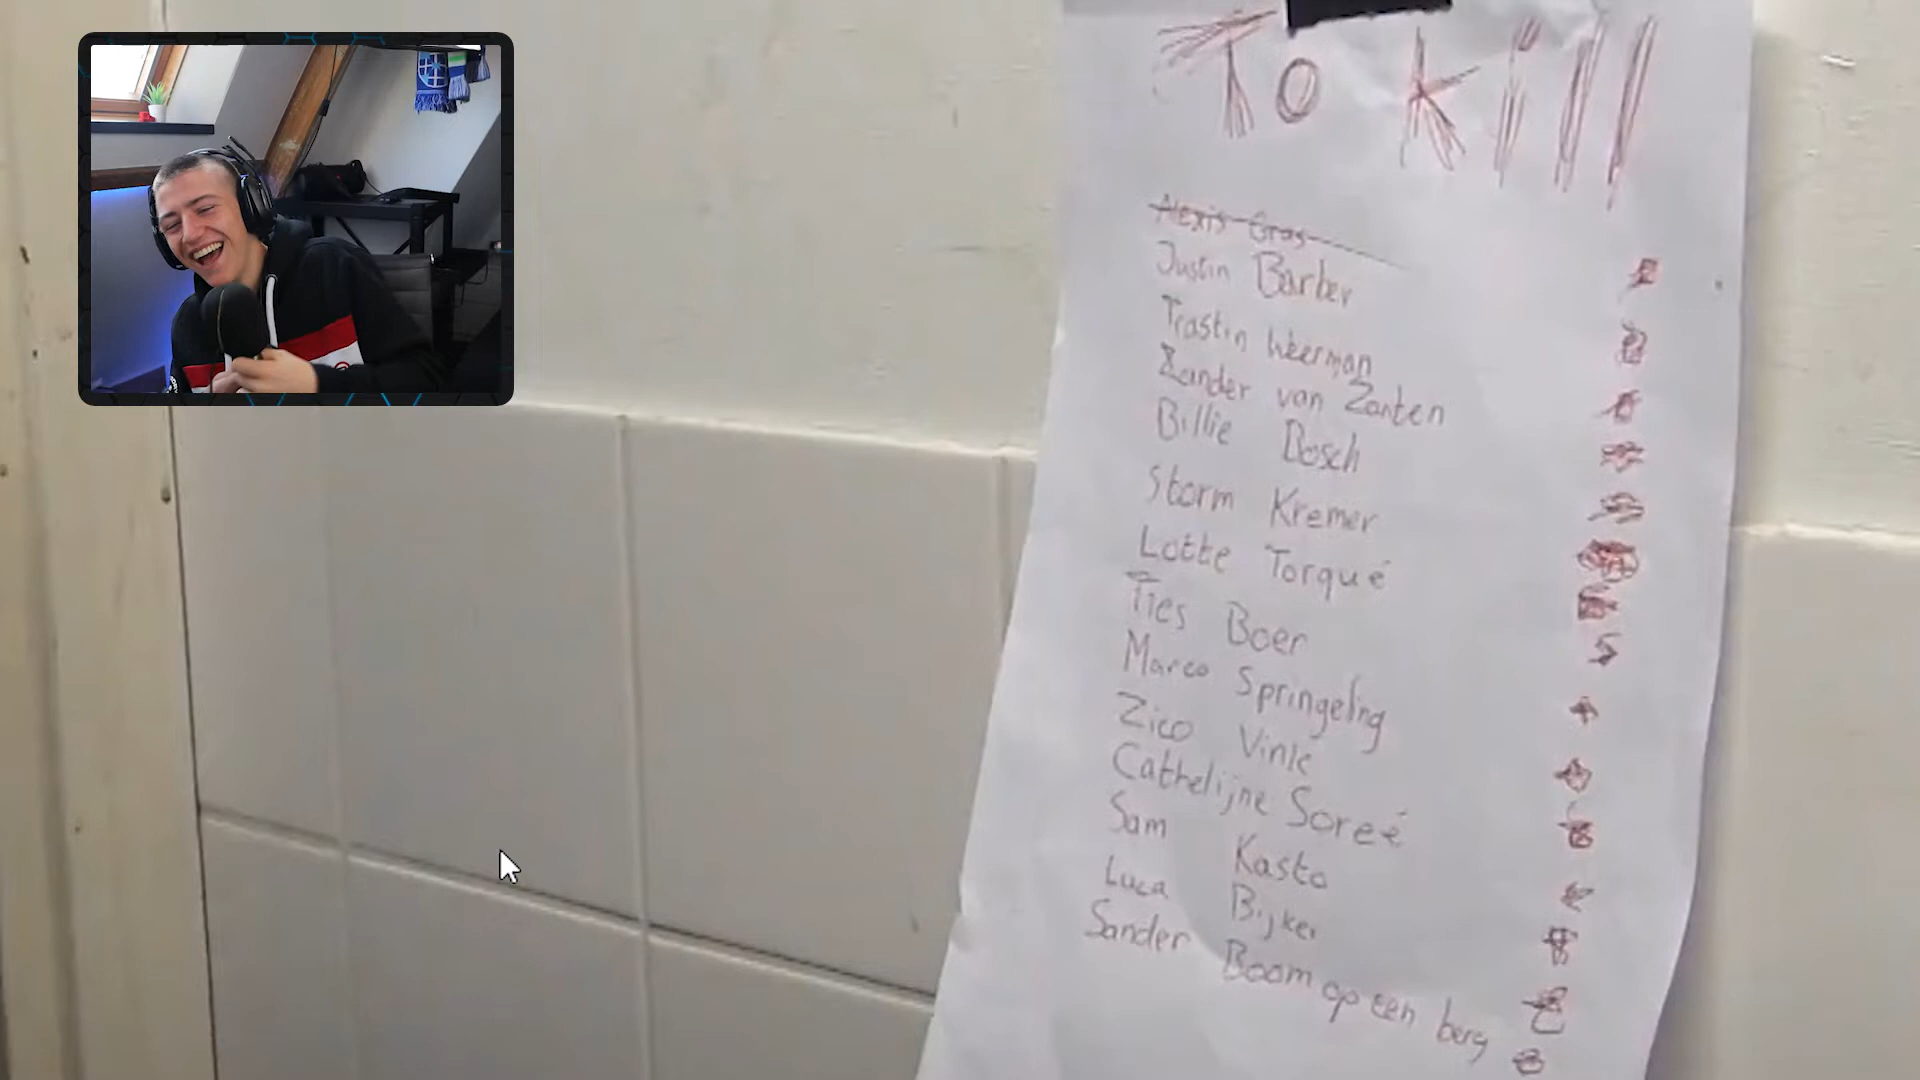 To kill
Alexis Gras
Justin Barber
Trastin Weerman
Xander van Zanten
Billie Bosch
Storm Kremer
Lotte Torqué
Ties Boer
Marco Springeling
Zico Vink
Cathelijne Soreé
Sam Kasto
Luca Bijker
Sander Boom op een berg